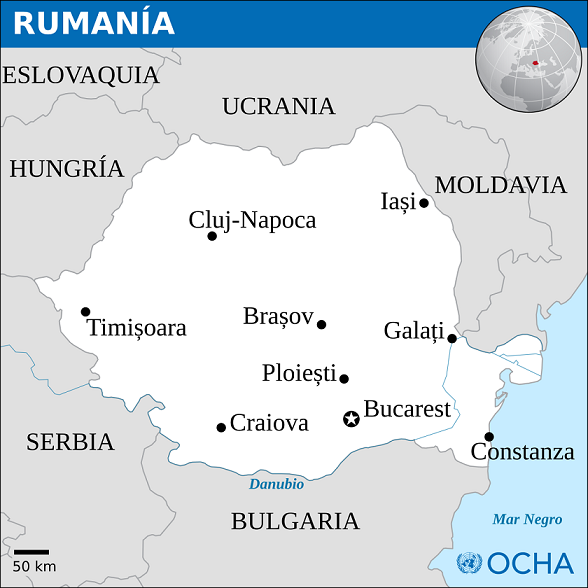 RUMANÍA
ESLOVAQUIA
UCRANIA
HUNGRÍA
MOLDAVIA
Iași
Cluj-Napoca
Brașov
Timișoara
Galați
Ploiești
Bucarest
Craiova
SERBIA
Constanza
Danubio
BULGARIA
Mar Negro
50 km
OCHA